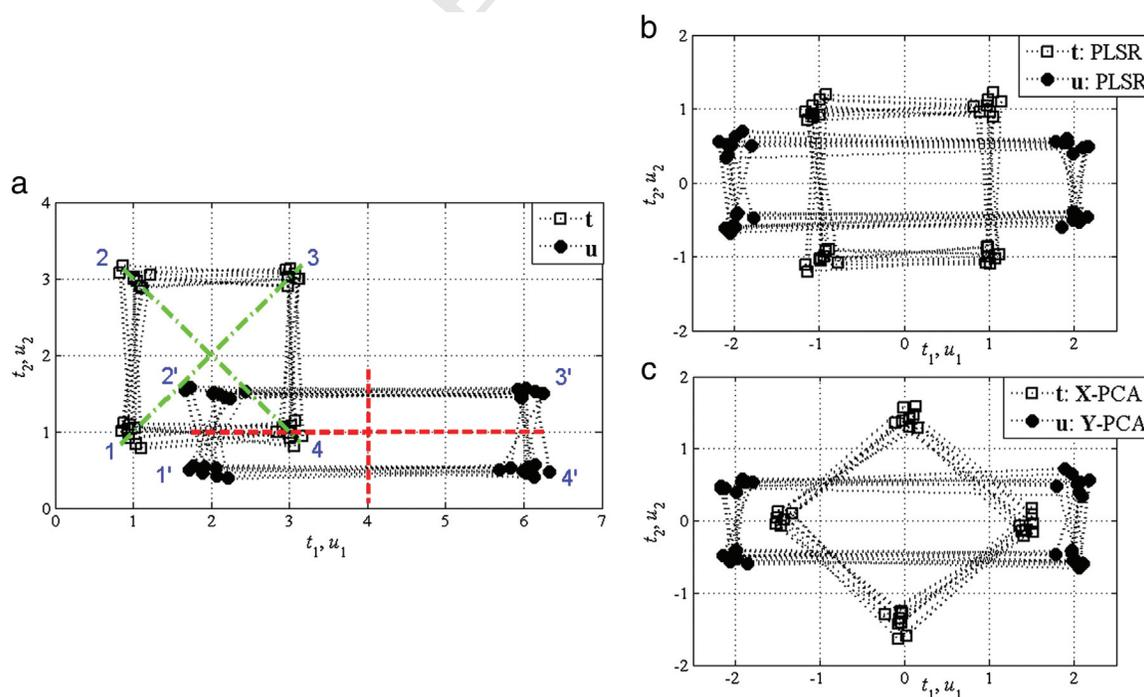 a
t2, u2
4
3
2
1
0
0 1 2 3 4 5 6 7
t1, u1
t
u
2
3
1
4
2'
3'
1'
4'
b
t2, u2
2
1
0
-1
-2
-2 -1 0 1 2
t1, u1
t: PLSR
u: PLSR
c
t2, u2
2
1
0
-1
-2
-2 -1 0 1 2
t1, u1
t: X-PCA
u: Y-PCA